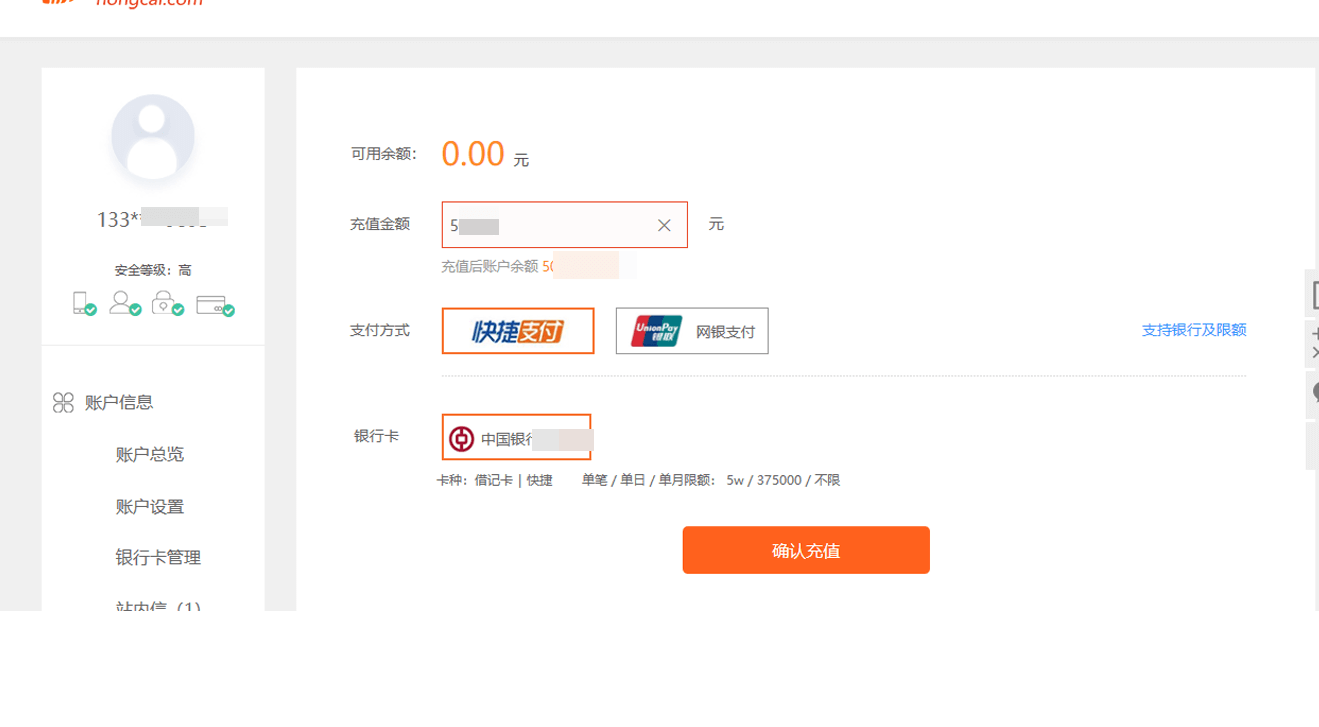 hongcai.com
133*
安全等级：高
账户信息
账户总览
账户设置
银行卡管理
站内信（1）
可用余额： 0.00 元
充值金额 5 元
充值后账户余额 50
支付方式 快捷支付 UnionPay 银联 网银支付 支持银行及限额
银行卡 中国银行
卡种：借记卡 | 快捷 单笔 / 单日 / 单月限额： 5w / 375000 / 不限
确认充值